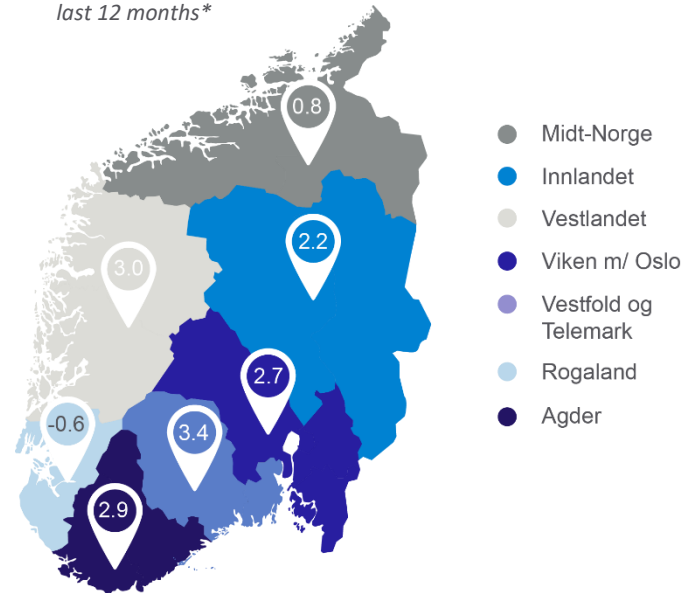 last 12 months*
0.8
2.2
3.0
2.7
-0.6
3.4
2.9
Midt-Norge
Innlandet
Vestlandet
Viken m/ Oslo
Vestfold og
Telemark
Rogaland
Agder